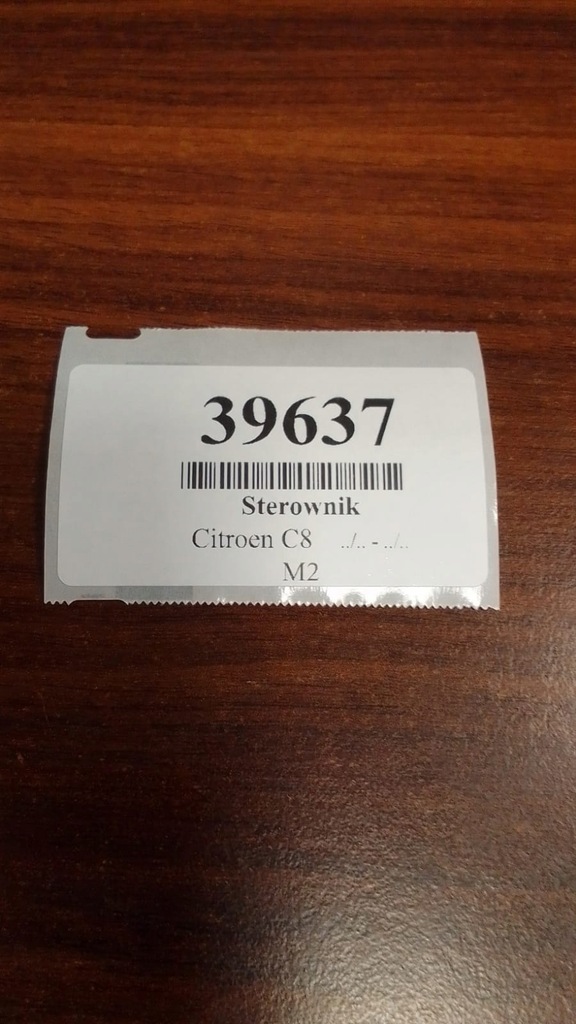 39637
Sterownik
Citroen C8 ../.. - ../..
M2